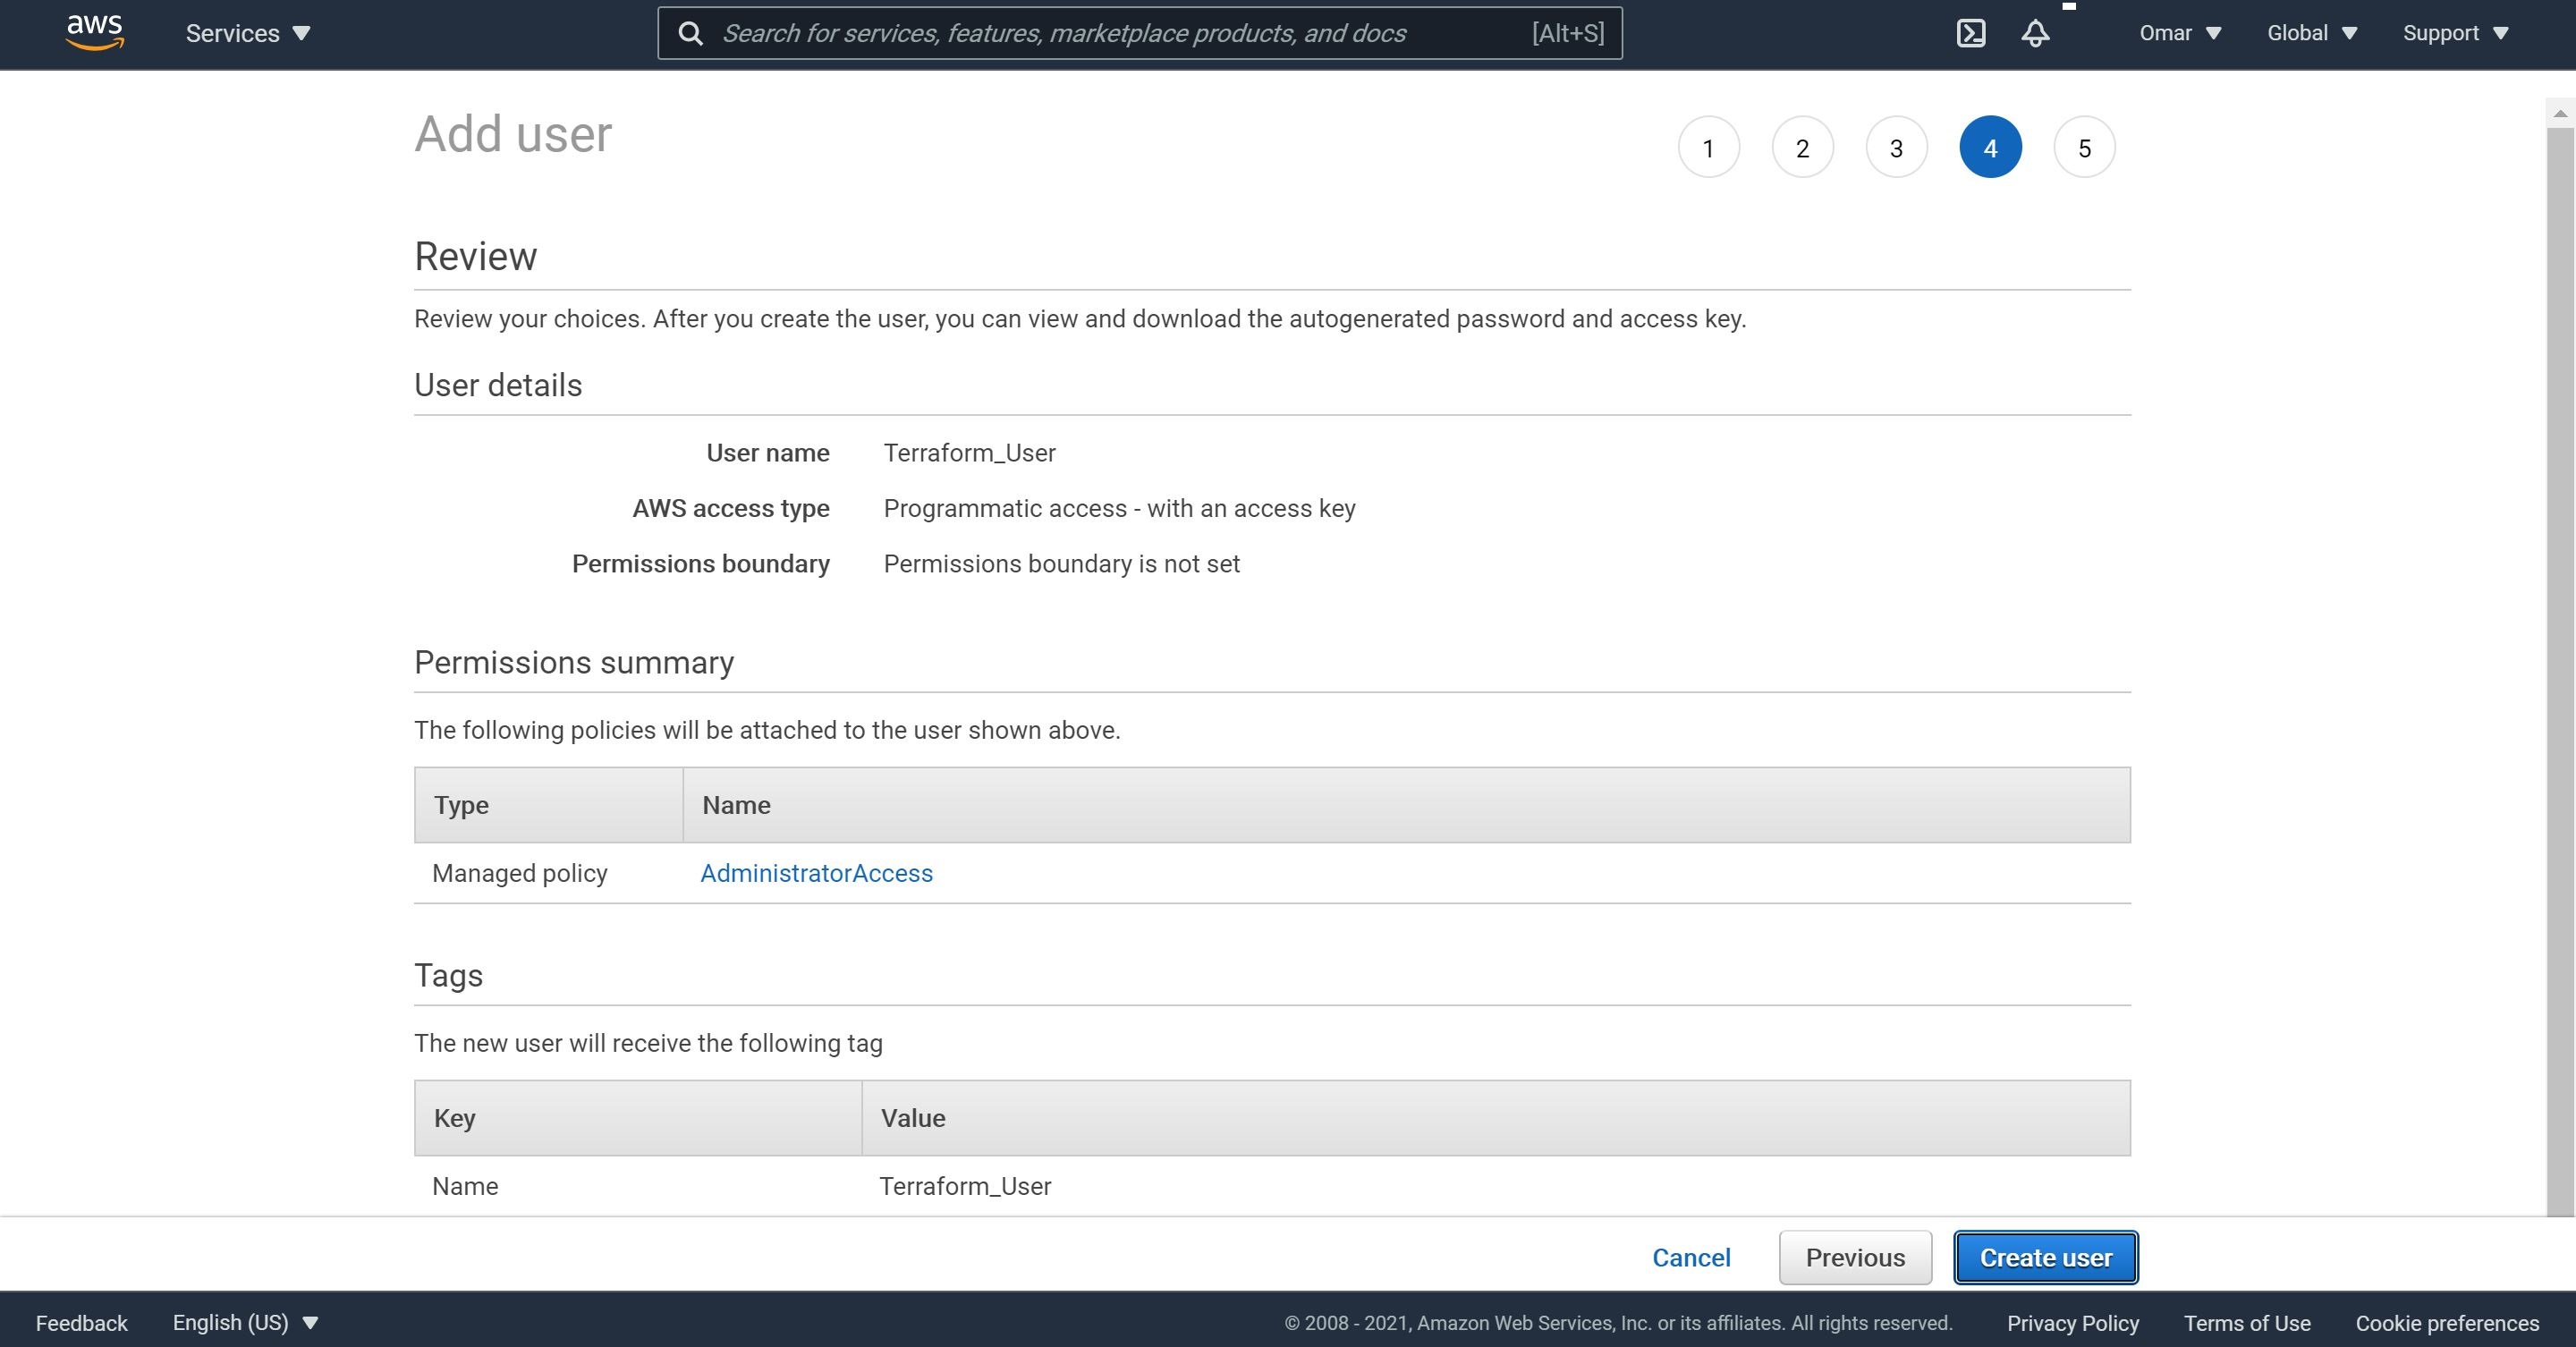 aws Services Search for services, features, marketplace products, and docs [Alt+S] Omar Global Support
Add user 1 2 3 4 5
Review
Review your choices. After you create the user, you can view and download the autogenerated password and access key.
User details
User name Terraform_User
AWS access type Programmatic access - with an access key
Permissions boundary Permissions boundary is not set
Permissions summary
The following policies will be attached to the user shown above.
Type Name
Managed policy AdministratorAccess
Tags
The new user will receive the following tag
Key Value
Name Terraform_User
Cancel Previous Create user
Feedback English (US) © 2008 - 2021, Amazon Web Services, Inc. or its affiliates. All rights reserved. Privacy Policy Terms of Use Cookie preferences